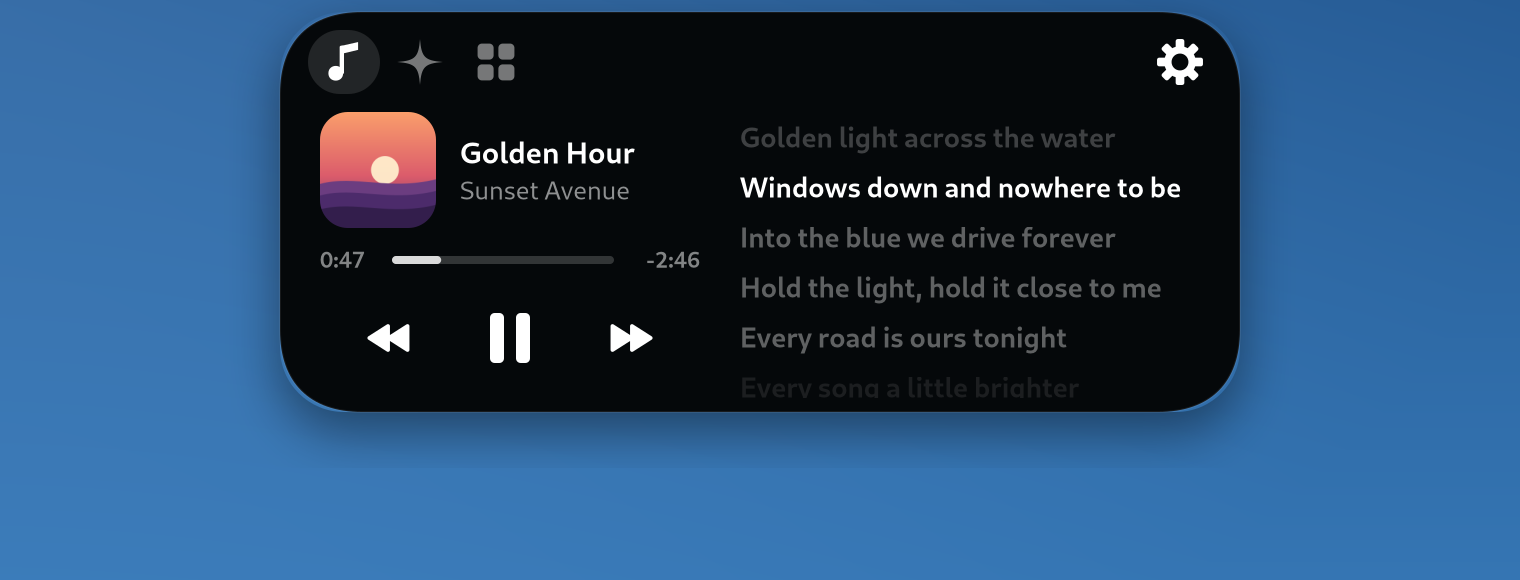 Golden Hour
Sunset Avenue
0:47 -2:46
Golden light across the water
Windows down and nowhere to be
Into the blue we drive forever
Hold the light, hold it close to me
Every road is ours tonight
Every song a little brighter